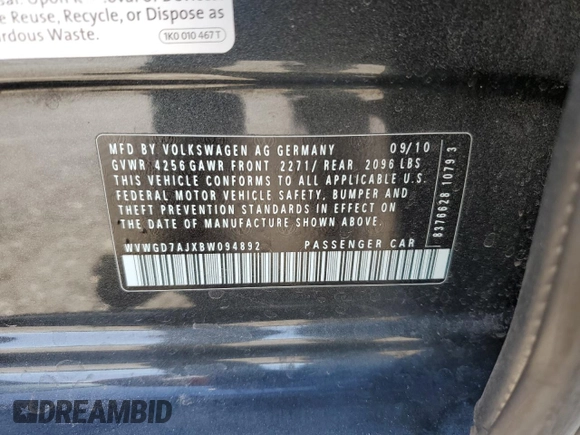 e Reuse, Recycle, or Dispose as
ardous Waste.
1K0 010 467 T
MFD BY VOLKSWAGEN AG GERMANY 09/10
GVWR 4256 GAWR FRONT 2271/ REAR 2096 LBS
THIS VEHICLE CONFORMS TO ALL APPLICABLE U.S.
FEDERAL MOTOR VEHICLE SAFETY, BUMPER AND
THEFT PREVENTION STANDARDS IN EFFECT ON
THE DATE OF MANUFACTURE SHOWN ABOVE.
WVWGD7AJXBW094892 PASSENGER CAR
8376628 1079 3
DREAMBID